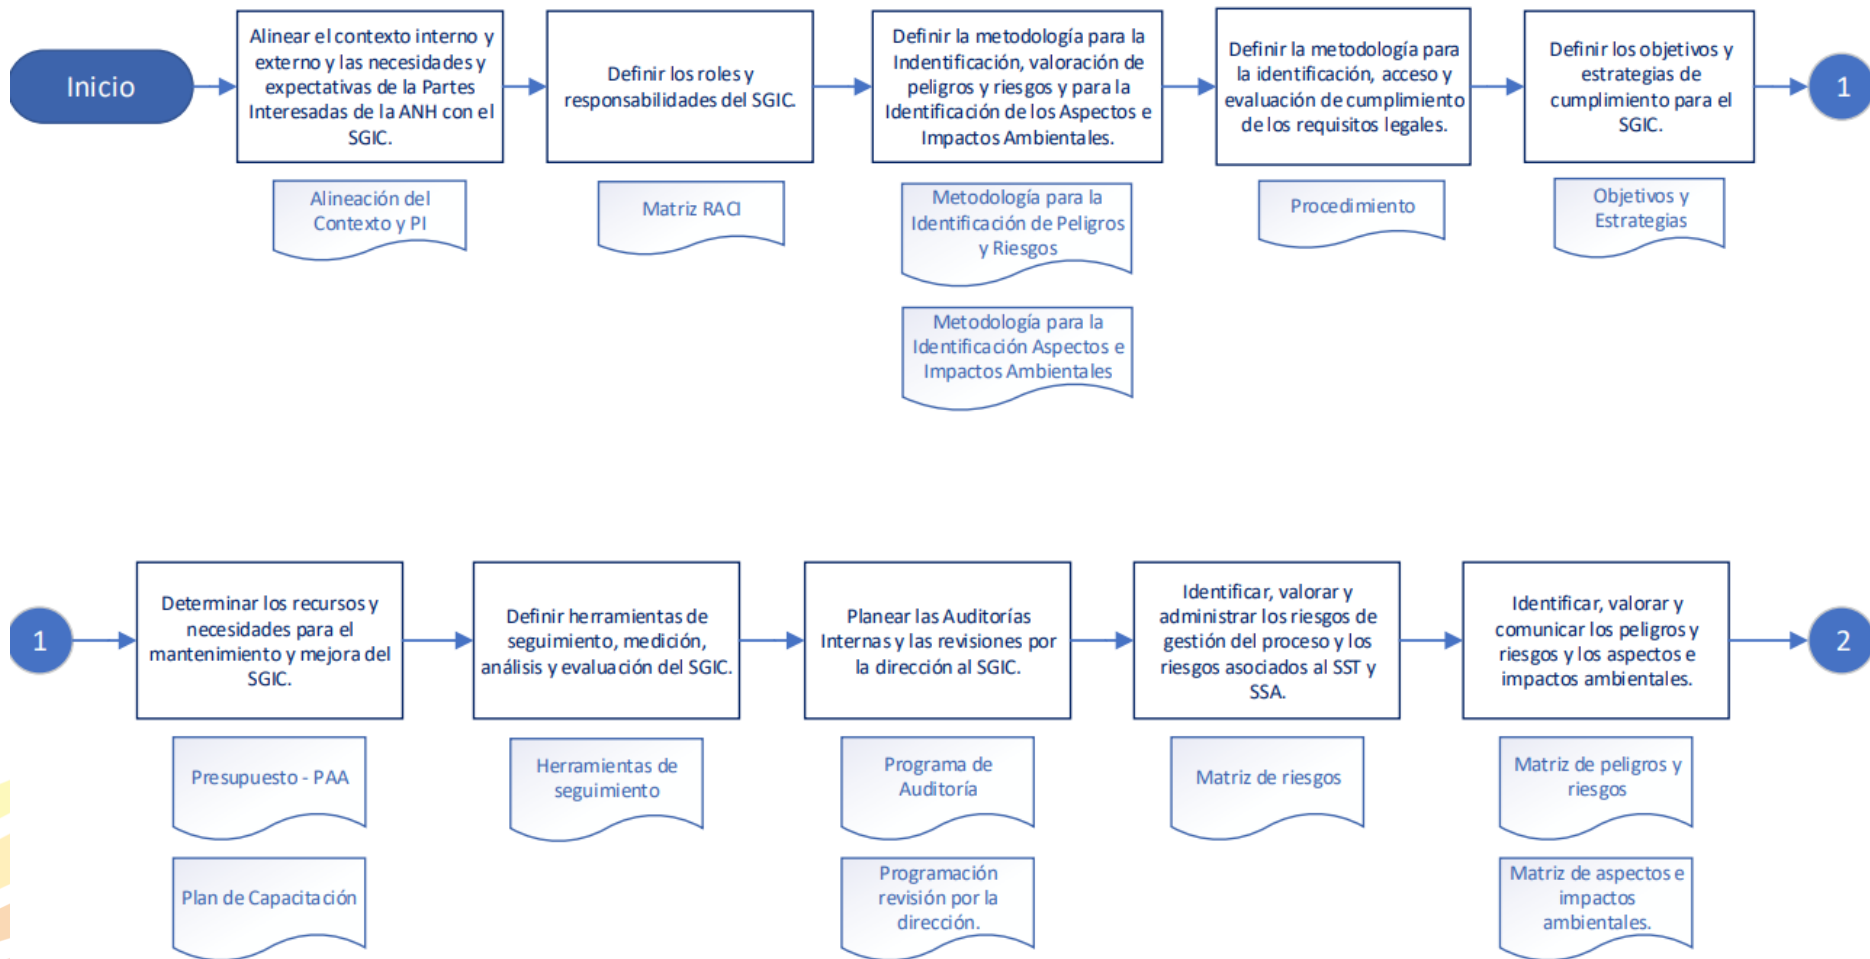 Inicio
Alinear el contexto interno y
externo y las necesidades y
expectativas de la Partes
Interesadas de la ANH con el
SGIC.
Definir los roles y
responsabilidades del SGIC.
Definir la metodología para la
Indentificación, valoración de
peligros y riesgos y para la
Identificación de los Aspectos e
Impactos Ambientales.
Definir la metodología para
la identificación, acceso y
evaluación de cumplimiento
de los requisitos legales.
Definir los objetivos y
estrategias de
cumplimiento para el
SGIC.
1
Alineación del
Contexto y PI
Matriz RACI
Metodología para la
Identificación de Peligros
y Riesgos
Procedimiento
Objetivos y
Estrategias
Metodología para la
Identificación Aspectos e
Impactos Ambientales
1
Determinar los recursos y
necesidades para el
mantenimiento y mejora del
SGIC.
Definir herramientas de
seguimiento, medición,
análisis y evaluación del SGIC.
Planear las Auditorías
Internas y las revisiones por
la dirección al SGIC.
Identificar, valorar y
administrar los riesgos de
gestión del proceso y los
riesgos asociados al SST y
SSA.
Identificar, valorar y
comunicar los peligros y
riesgos y los aspectos e
impactos ambientales.
2
Presupuesto - PAA
Herramientas de
seguimiento
Programa de
Auditoría
Matriz de riesgos
Matriz de peligros y
riesgos
Plan de Capacitación
Programación
revisión por la
dirección.
Matriz de aspectos e
impactos
ambientales.